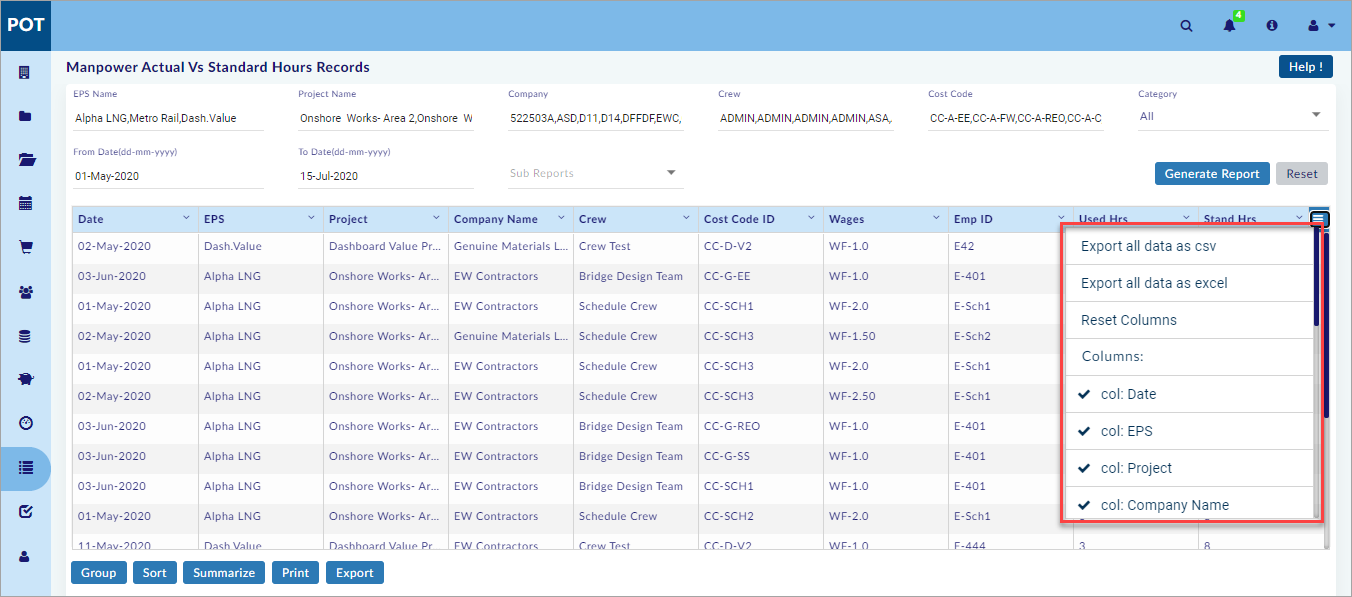 POT
4
Manpower Actual Vs Standard Hours Records
Help !
EPS Name Project Name Company Crew Cost Code Category
Alpha LNG,Metro Rail,Dash.Value Onshore Works- Area 2,Onshore W 522503A,ASD,D11,D14,DFFDF,EWC, ADMIN,ADMIN,ADMIN,ADMIN,ASA, CC-A-EE,CC-A-FW,CC-A-REO,CC-A-C All
From Date(dd-mm-yyyy) To Date(dd-mm-yyyy)
01-May-2020 15-Jul-2020 Sub Reports Generate Report Reset
Date EPS Project Company Name Crew Cost Code ID Wages Emp ID Used Hrs Stand Hrs
02-May-2020 Dash.Value Dashboard Value Pr... Genuine Materials L... Crew Test CC-D-V2 WF-1.0 E42
03-Jun-2020 Alpha LNG Onshore Works- Ar... EW Contractors Bridge Design Team CC-G-EE WF-1.0 E-401
01-May-2020 Alpha LNG Onshore Works- Ar... EW Contractors Schedule Crew CC-SCH1 WF-2.0 E-Sch1
02-May-2020 Alpha LNG Onshore Works- Ar... Genuine Materials L... Schedule Crew CC-SCH3 WF-1.50 E-Sch2
01-May-2020 Alpha LNG Onshore Works- Ar... EW Contractors Schedule Crew CC-SCH3 WF-2.0 E-Sch1
02-May-2020 Alpha LNG Onshore Works- Ar... EW Contractors Schedule Crew CC-SCH3 WF-2.50 E-Sch1
03-Jun-2020 Alpha LNG Onshore Works- Ar... EW Contractors Bridge Design Team CC-G-REO WF-1.0 E-401
03-Jun-2020 Alpha LNG Onshore Works- Ar... EW Contractors Bridge Design Team CC-G-SS WF-1.0 E-401
03-Jun-2020 Alpha LNG Onshore Works- Ar... EW Contractors Bridge Design Team CC-SCH1 WF-1.0 E-401
01-May-2020 Alpha LNG Onshore Works- Ar... EW Contractors Schedule Crew CC-SCH2 WF-2.0 E-Sch1
11-May-2020 Dash.Value Dashboard Value Pr... EW Contractors Crew Test CC-D-V2 WF-1.0 E-444 3 8
Export all data as csv
Export all data as excel
Reset Columns
Columns:
col: Date
col: EPS
col: Project
col: Company Name
Group Sort Summarize Print Export